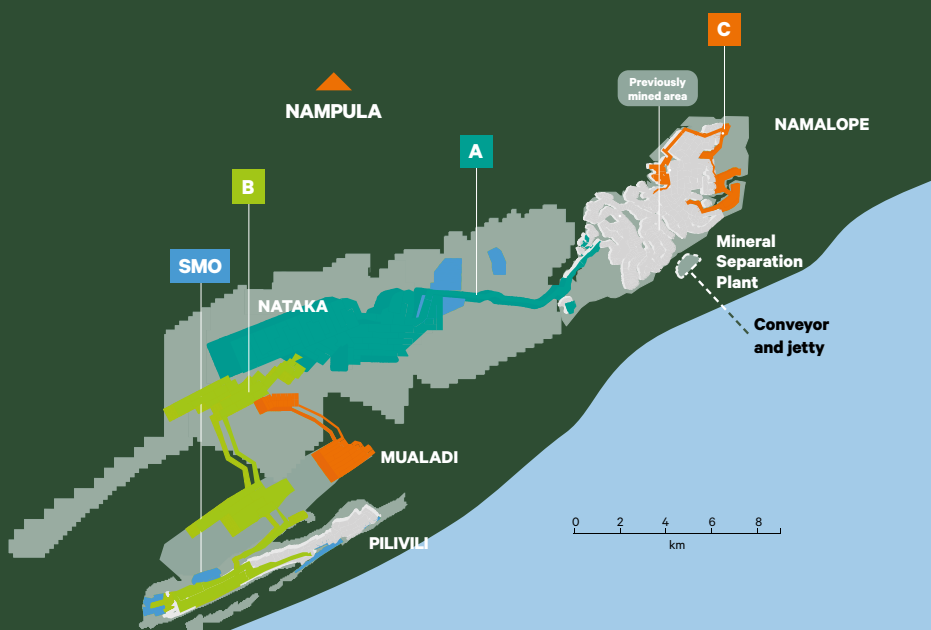 C
Previously
mined area
NAMPULA
NAMALOPE
A
B
SMO
Mineral
Separation
Plant
NATAKA
Conveyor
and jetty
MUALADI
0 2 4 6 8
km
PILIVILI